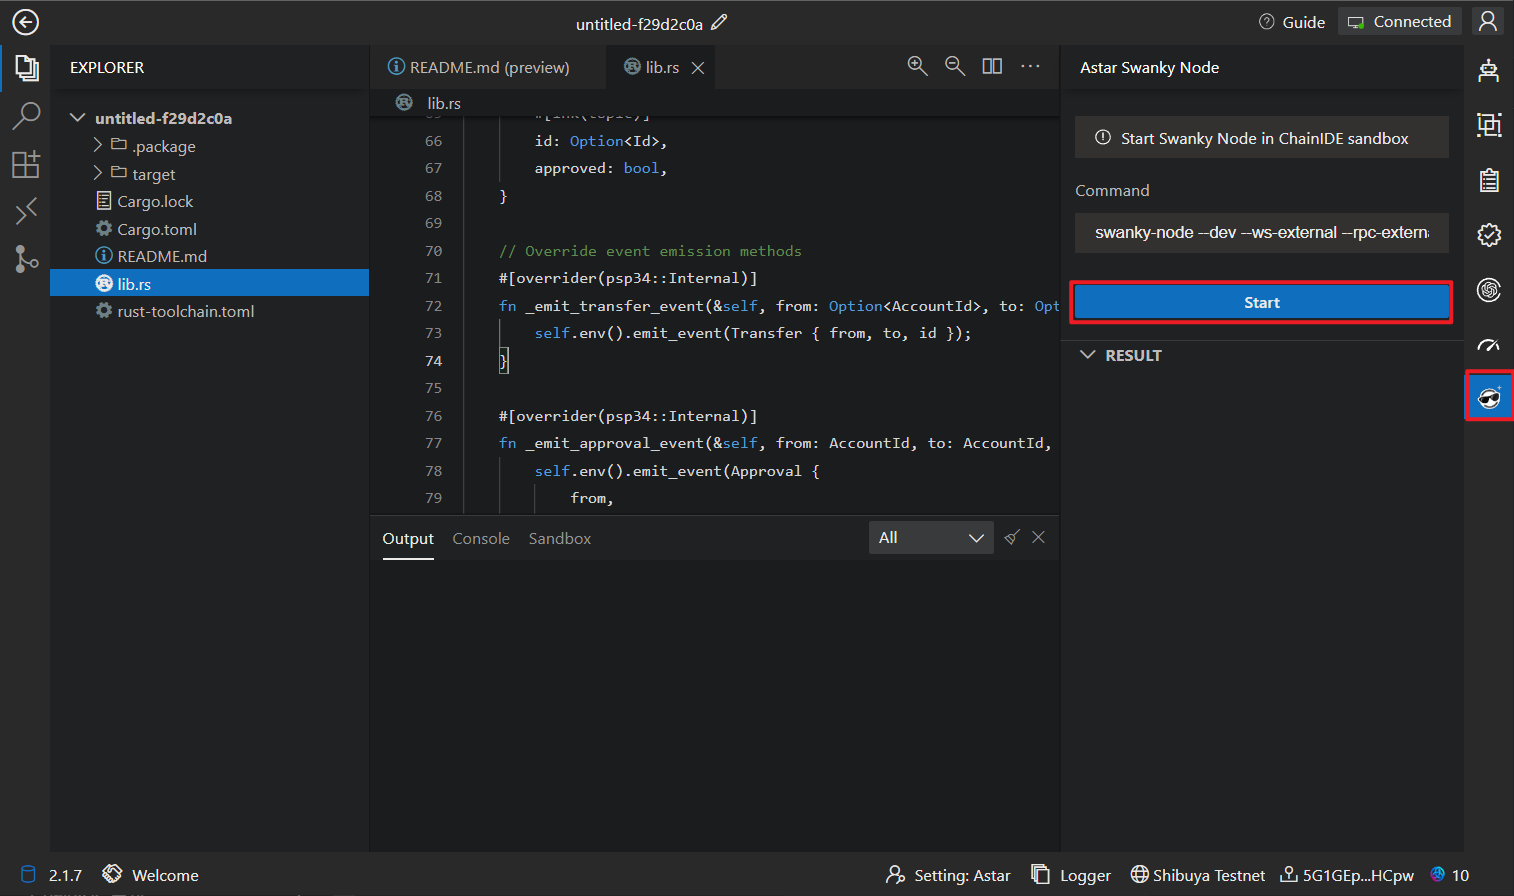 untitled-f29d2c0a
Guide
Connected
EXPLORER
untitled-f29d2c0a
.package
target
Cargo.lock
Cargo.toml
README.md
lib.rs
rust-toolchain.toml
README.md (preview)
lib.rs
lib.rs
66 id: Option<Id>,
67 approved: bool,
68 }
69
70 // Override event emission methods
71 #[overrider(psp34::Internal)]
72 fn _emit_transfer_event(&self, from: Option<AccountId>, to: Opt
73 self.env().emit_event(Transfer { from, to, id });
74 }
75
76 #[overrider(psp34::Internal)]
77 fn _emit_approval_event(&self, from: AccountId, to: AccountId,
78 self.env().emit_event(Approval {
79 from,
Output Console Sandbox
All
Astar Swanky Node
Start Swanky Node in ChainIDE sandbox
Command
swanky-node --dev --ws-external --rpc-externa
Start
RESULT
2.1.7
Welcome
Setting: Astar
Logger
Shibuya Testnet
5G1GEp...HCpw
10